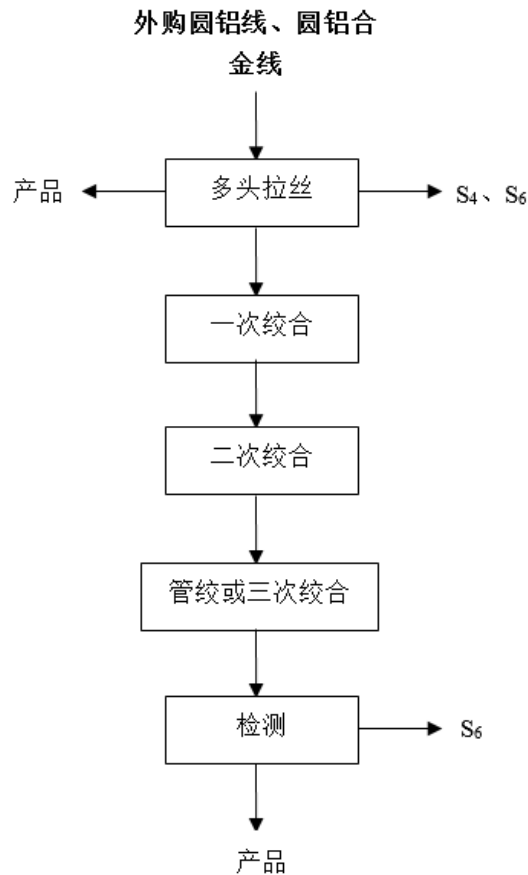 外购圆铝线、圆铝合
金线
产品
多头拉丝
S₄、S₆
一次绞合
二次绞合
管绞或三次绞合
检测
S₆
产品